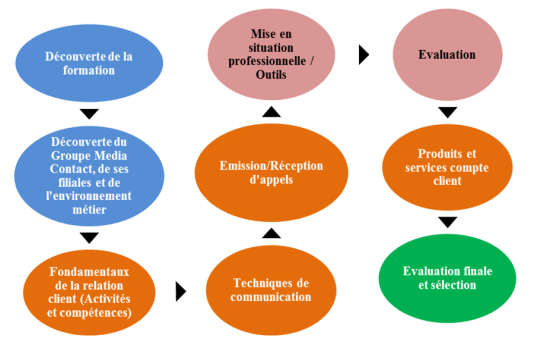 Découverte de la
formation
Découverte du
Groupe Media
Contact, de ses
filiales et de
l'environnement
métier
Fondamentaux
de la relation
client (Activités
et compétences)
Techniques de
communication
Emission/Réception
d'appels
Mise en
situation
professionnelle /
Outils
Evaluation
Produits et
services compte
client
Evaluation finale
et sélection